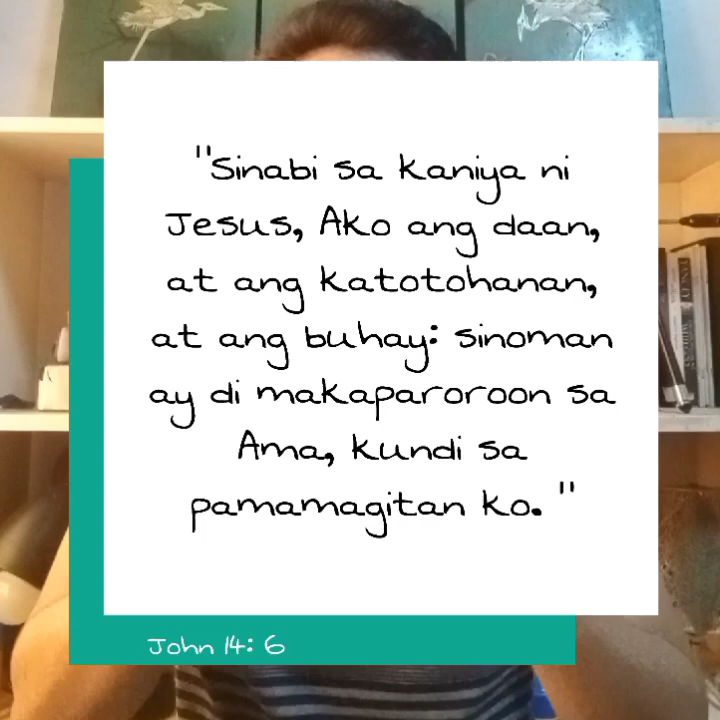 "Sinabi sa kaniya ni
Jesus, Ako ang daan,
at ang katotohanan,
at ang buhay: sinoman
ay di makaparoroon sa
Ama, kundi sa
pamamagitan ko. "
John 14: 6